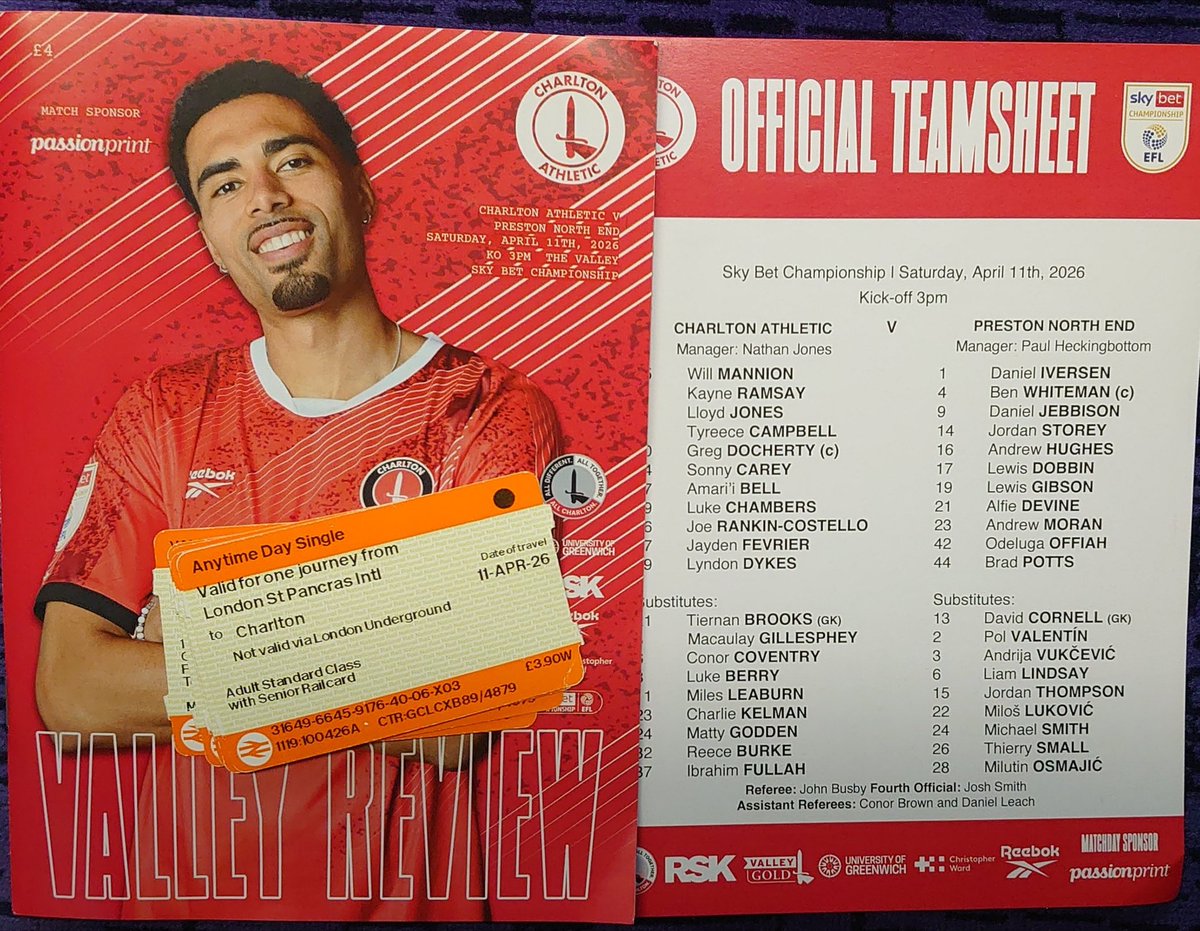 £4
MATCH SPONSOR
passionprint
CHARLTON
ATHLETIC
CHARLTON ATHLETIC V
PRESTON NORTH END
SATURDAY, APRIL 11TH, 2026
KO 3PM THE VALLEY
SKY BET CHAMPIONSHIP
Reebok
CHARLTON
ALL DIFFERENT. ALL TOGETHER.
ALL CHARLTON.
UNIVERSITY OF
GREENWICH
RSK
Reebok
Anytime Day Single
Valid for one journey from
London St Pancras Intl
to Charlton
Not valid via London Underground
Date of travel
11-APR-26
Adult Standard Class
with Senior Railcard
£3.90W
31649-6645-9176-40-06-X03
1119:100426A CTR:GCLCXB89/4879
VALLEY REVIEW
OFFICIAL TEAMSHEET
sky bet
CHAMPIONSHIP
EFL
Sky Bet Championship | Saturday, April 11th, 2026
Kick-off 3pm
CHARLTON ATHLETIC V PRESTON NORTH END
Manager: Nathan Jones Manager: Paul Heckingbottom
Will MANNION 1 Daniel IVERSEN
Kayne RAMSAY 4 Ben WHITEMAN (c)
Lloyd JONES 9 Daniel JEBBISON
Tyreece CAMPBELL 14 Jordan STOREY
Greg DOCHERTY (c) 16 Andrew HUGHES
Sonny CAREY 17 Lewis DOBBIN
Amari'i BELL 19 Lewis GIBSON
Luke CHAMBERS 21 Alfie DEVINE
Joe RANKIN-COSTELLO 23 Andrew MORAN
Jayden FEVRIER 42 Odeluga OFFIAH
Lyndon DYKES 44 Brad POTTS
Substitutes: Substitutes:
Tiernan BROOKS (GK) 13 David CORNELL (GK)
Macaulay GILLESPHEY 2 Pol VALENTÍN
Conor COVENTRY 3 Andrija VUKČEVIĆ
Luke BERRY 6 Liam LINDSAY
Miles LEABURN 15 Jordan THOMPSON
Charlie KELMAN 22 Miloš LUKOVIĆ
Matty GODDEN 24 Michael SMITH
Reece BURKE 26 Thierry SMALL
Ibrahim FULLAH 28 Milutin OSMAJIĆ
Referee: John Busby Fourth Official: Josh Smith
Assistant Referees: Conor Brown and Daniel Leach
RSK
VALLEY
GOLD
UNIVERSITY OF
GREENWICH
Christopher
Ward
Reebok
MATCHDAY SPONSOR
passionprint